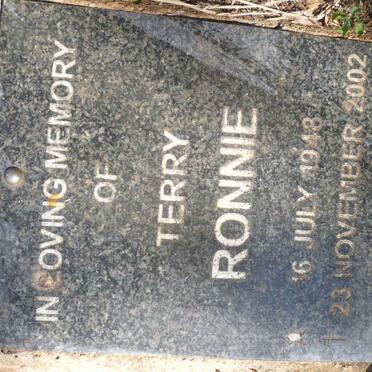 IN LOVING MEMORY
OF
TERRY
RONNIE
* 16 JULY 1948
† 23 NOVEMBER 2002